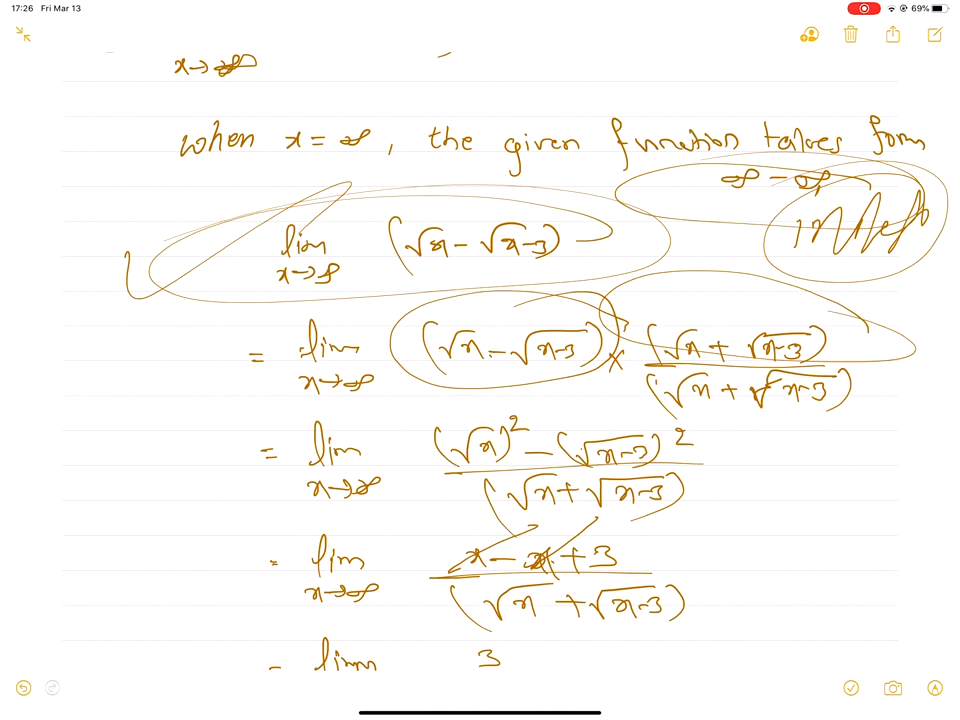 17:26 Fri Mar 13 69%
x→∞
when x = ∞, the given function takes form
∞ - ∞,
lim (√x - √x-3)
x→∞
= lim (√x - √x-3) × (√x + √x-3)
x→∞ (√x + √x-3)
= lim (√x)² - (√x-3)²
x→∞ (√x + √x-3)
= lim x - x + 3
x→∞ (√x + √x-3)
= lim 3